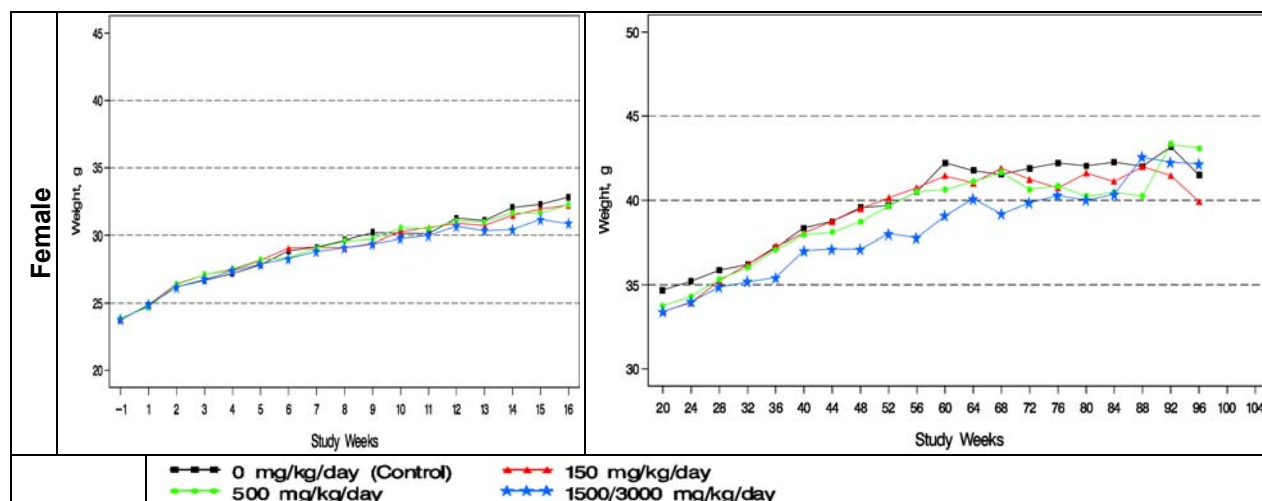 Female
Weight, g
45
40
35
30
25
20
-1 1 2 3 4 5 6 7 8 9 10 11 12 13 14 15 16
Study Weeks
Weight, g
50
45
40
35
30
20 24 28 32 36 40 44 48 52 56 60 64 68 72 76 80 84 88 92 96 100 104
Study Weeks
0 mg/kg/day (Control) 150 mg/kg/day
500 mg/kg/day 1500/3000 mg/kg/day